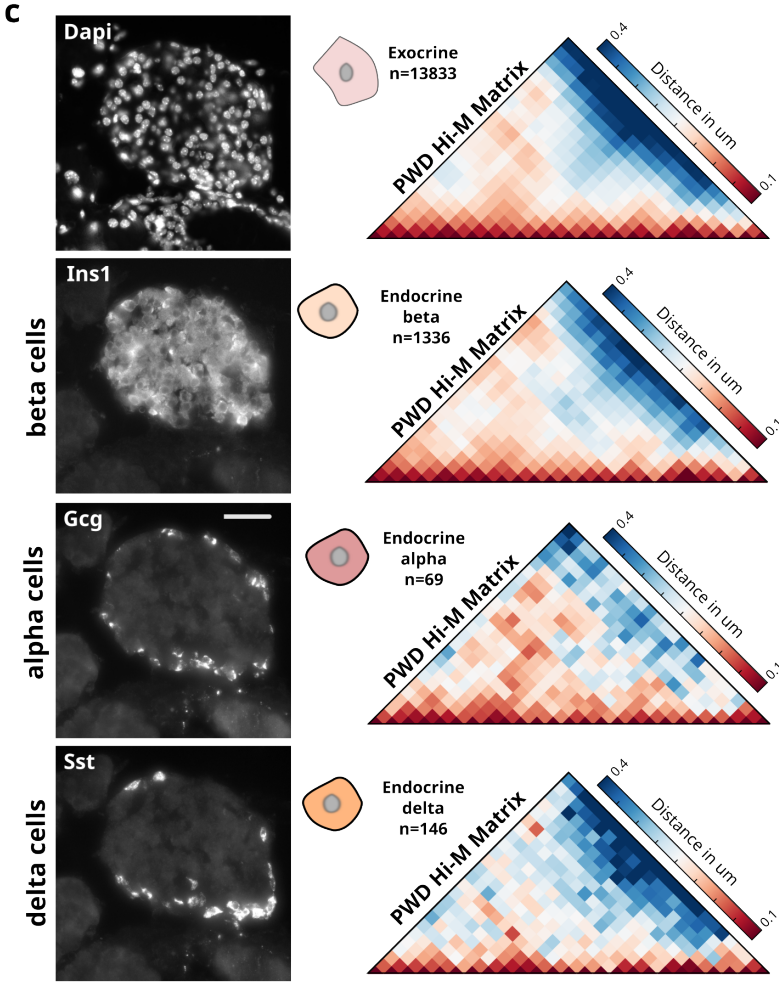 c
Dapi
Exocrine
n=13833
PWD Hi-M Matrix
0.4
Distance in um
0.1
beta cells
Ins1
Endocrine
beta
n=1336
PWD Hi-M Matrix
0.4
Distance in um
0.1
alpha cells
Gcg
Endocrine
alpha
n=69
PWD Hi-M Matrix
0.4
Distance in um
0.1
delta cells
Sst
Endocrine
delta
n=146
PWD Hi-M Matrix
0.4
Distance in um
0.1